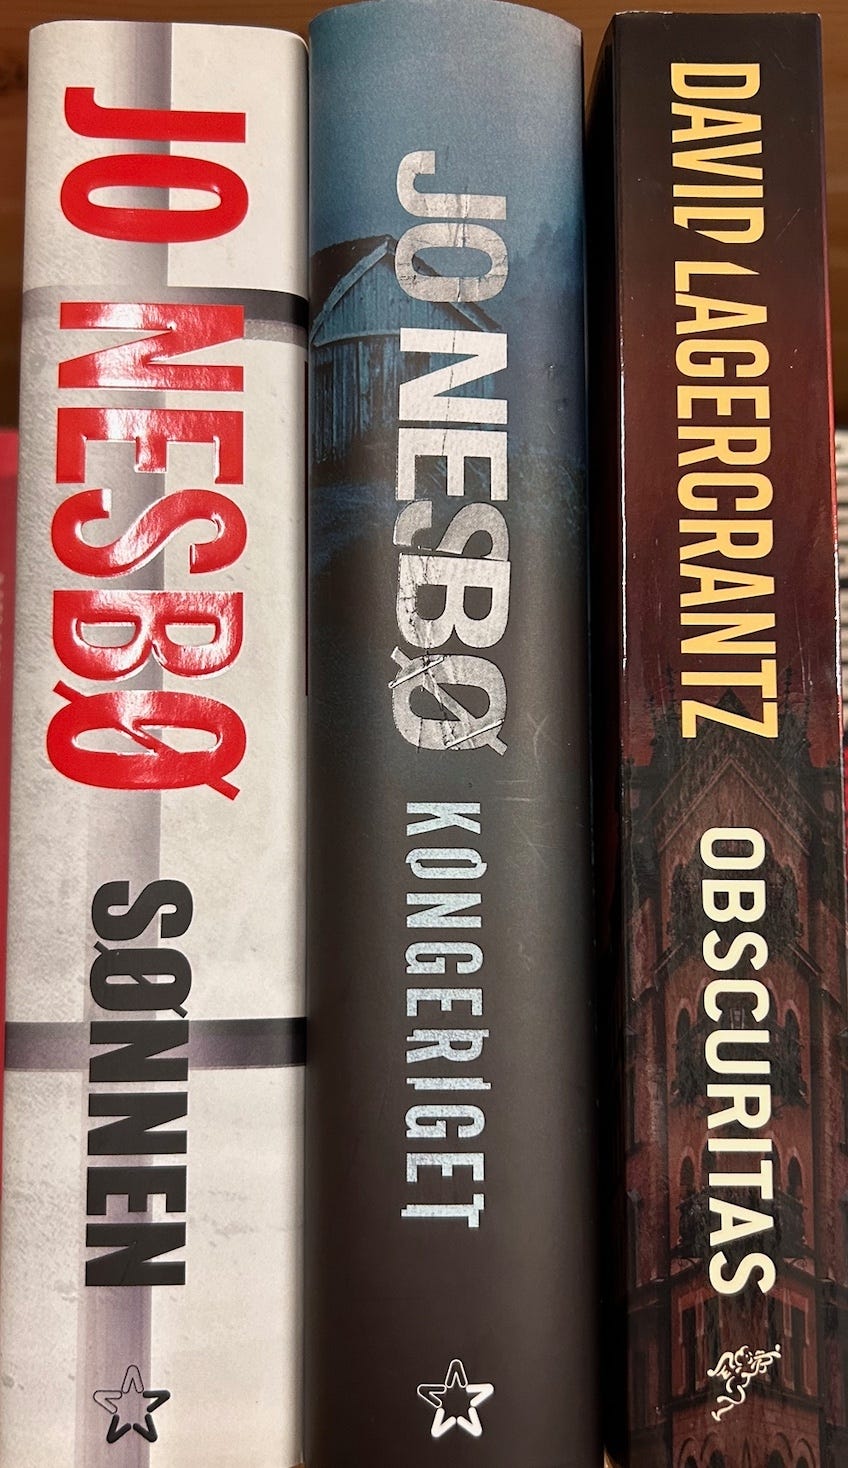 JO NESBØ SØNNEN
JO NESBØ KONGERIGET
DAVID LAGERCRANTZ OBSCURITAS